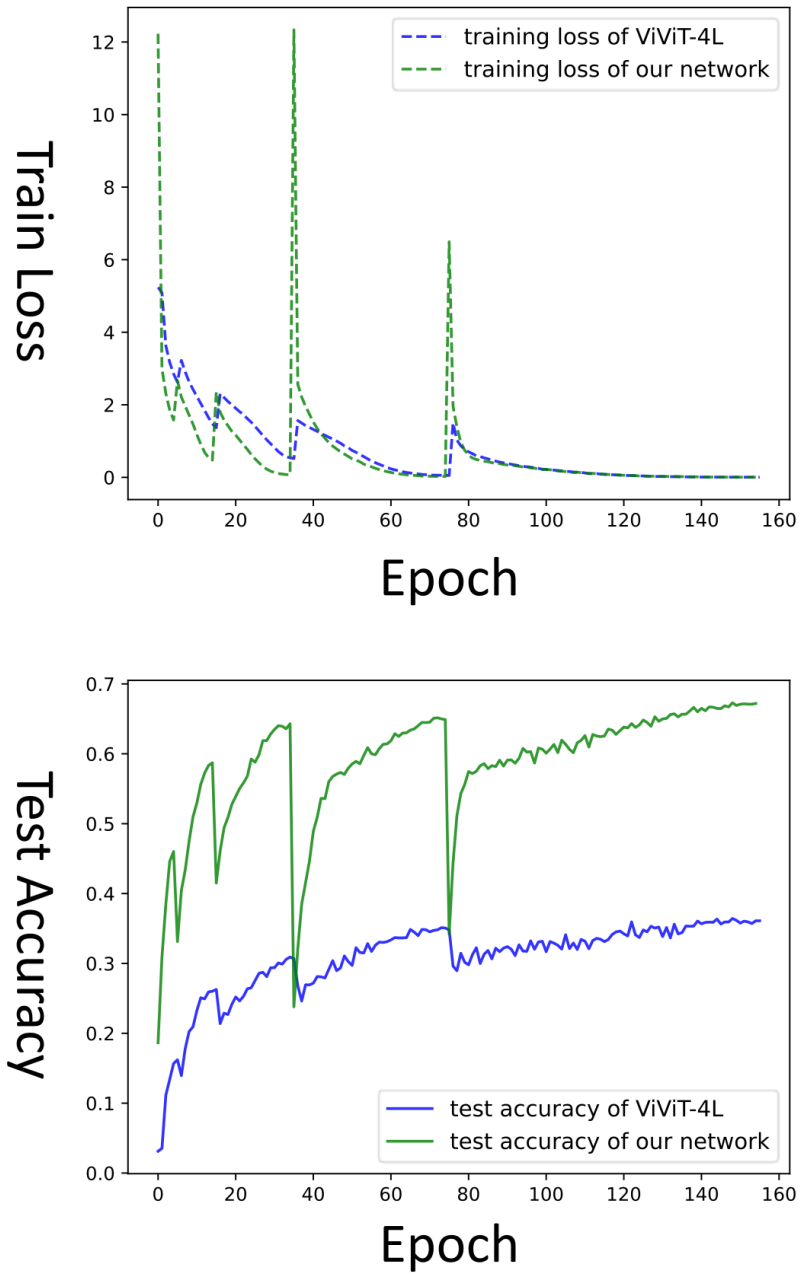 training loss of ViViT-4L
training loss of our network
Train Loss
12
10
8
6
4
2
0
0 20 40 60 80 100 120 140 160
Epoch
Test Accuracy
0.7
0.6
0.5
0.4
0.3
0.2
0.1
0.0
test accuracy of ViViT-4L
test accuracy of our network
0 20 40 60 80 100 120 140 160
Epoch